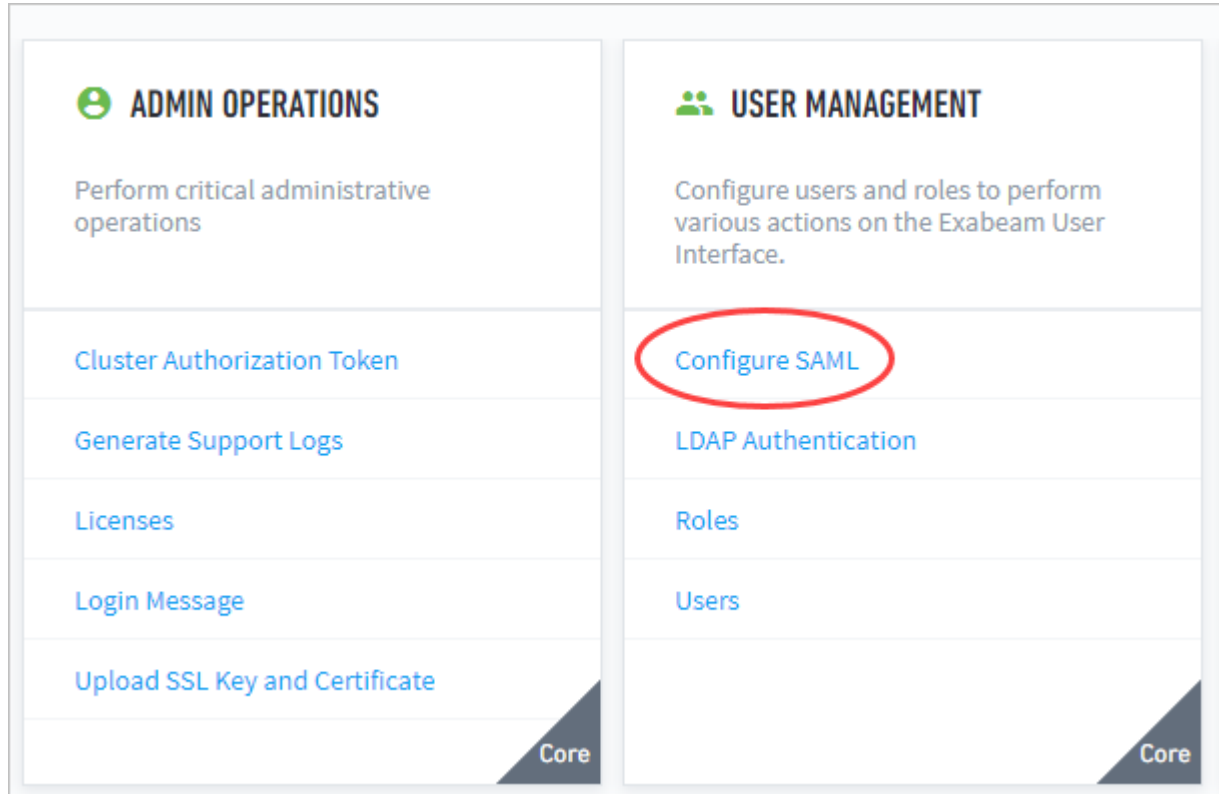 ADMIN OPERATIONS
Perform critical administrative
operations
Cluster Authorization Token
Generate Support Logs
Licenses
Login Message
Upload SSL Key and Certificate
Core
USER MANAGEMENT
Configure users and roles to perform
various actions on the Exabeam User
Interface.
Configure SAML
LDAP Authentication
Roles
Users
Core